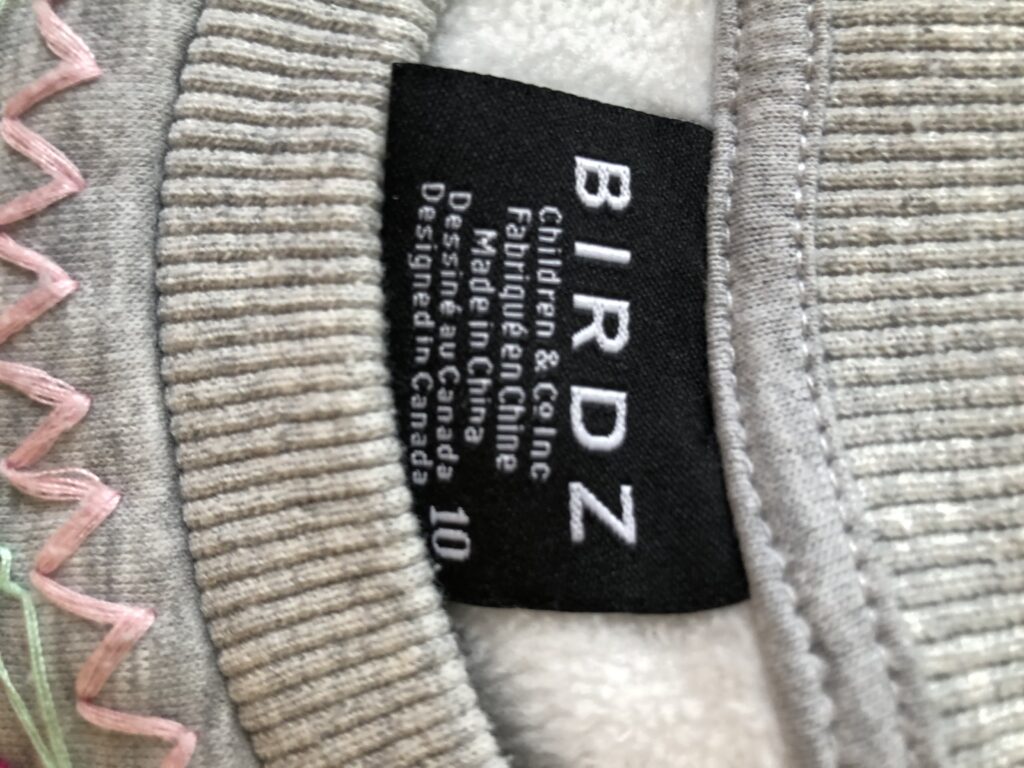 BIRDZ
Children & Co. Inc
Fabriqué en Chine
Made in China
Dessiné au Canada
Designed in Canada
10